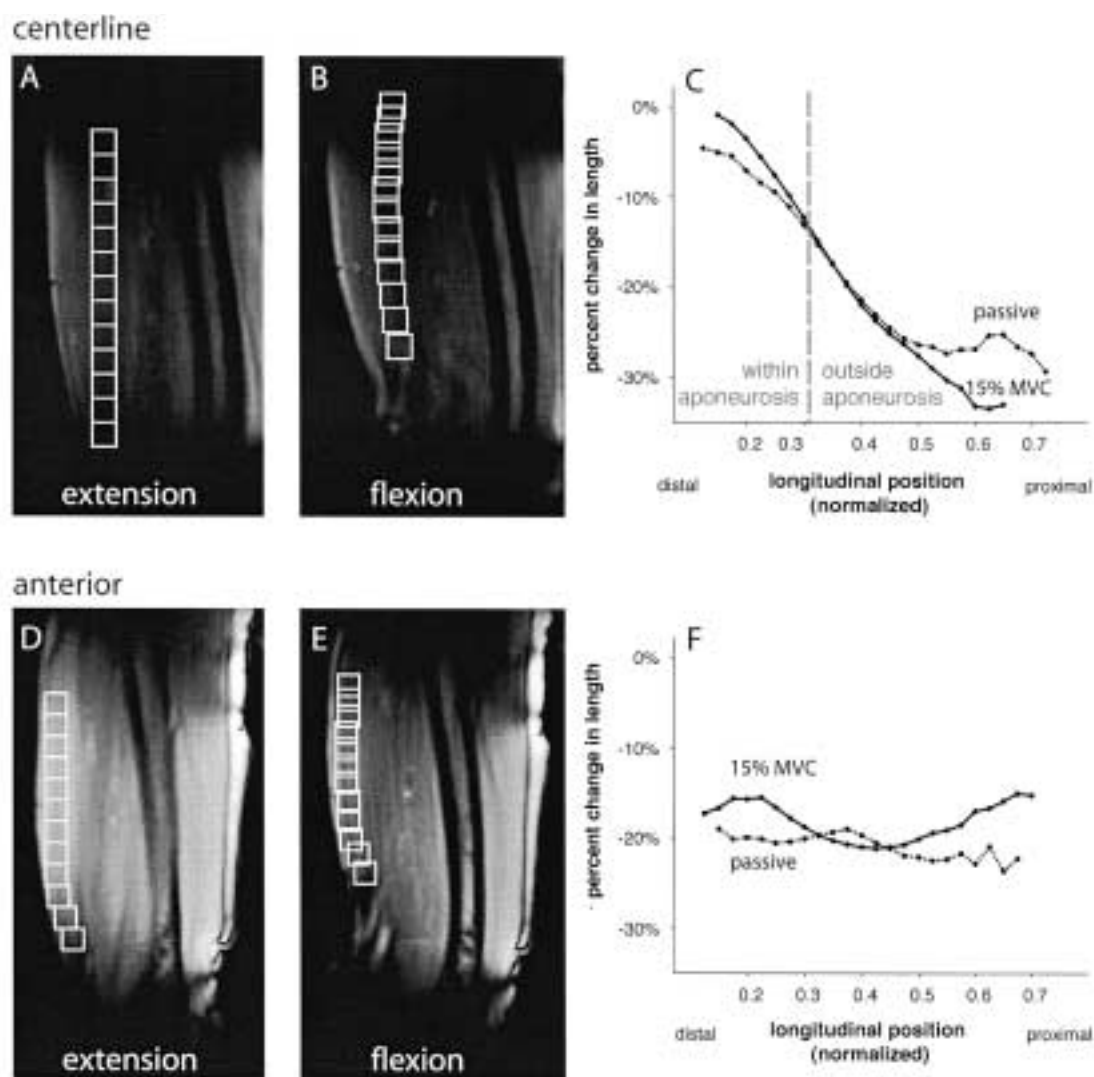 centerline
A
extension
B
flexion
C
0%
-10%
-20%
-30%
percent change in length
passive
15% MVC
within aponeurosis
outside aponeurosis
0.2 0.3 0.4 0.5 0.6 0.7
distal
longitudinal position (normalized)
proximal
anterior
D
extension
E
flexion
F
0%
-10%
-20%
-30%
percent change in length
15% MVC
passive
0.2 0.3 0.4 0.5 0.6 0.7
distal
longitudinal position (normalized)
proximal